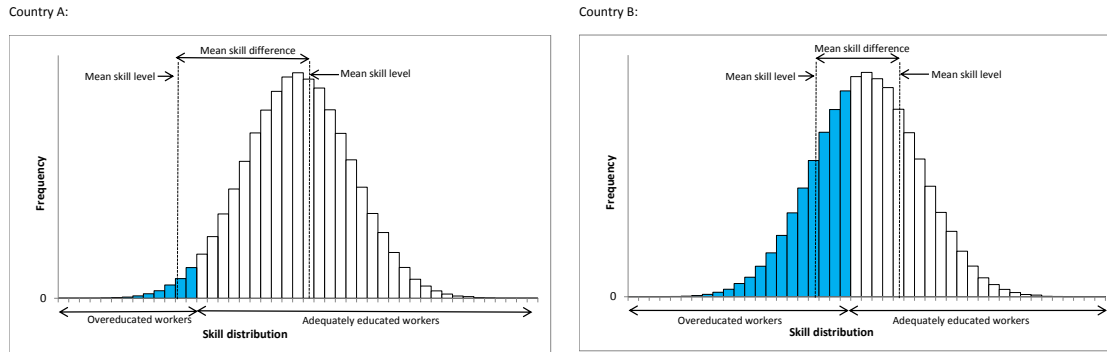 Country A:
Mean skill difference
Mean skill level
Mean skill level
Frequency
0
Overeducated workers
Adequately educated workers
Skill distribution
Country B:
Mean skill difference
Mean skill level
Mean skill level
Frequency
0
Overeducated workers
Adequately educated workers
Skill distribution